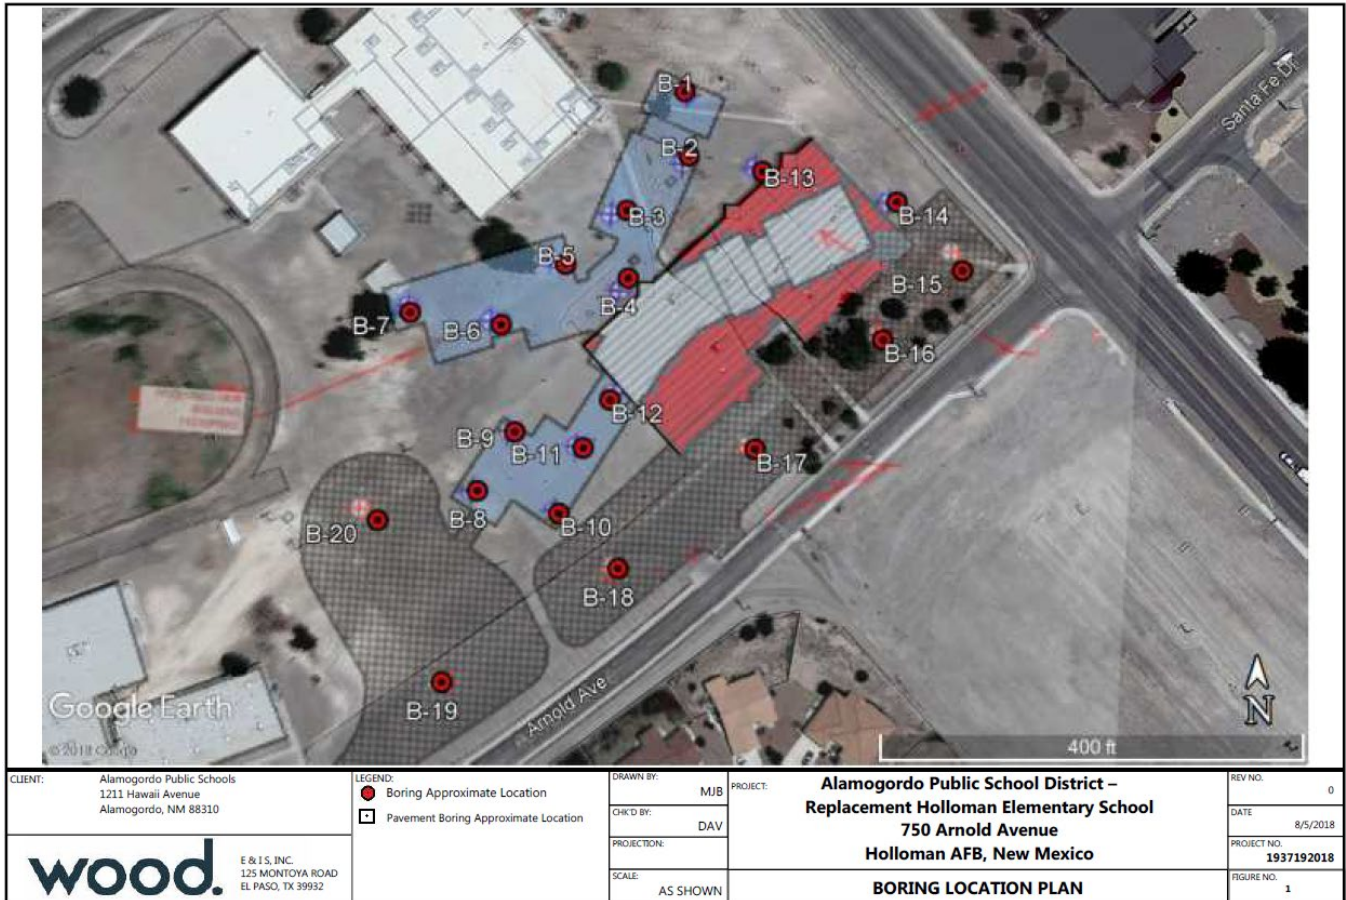 B-1
B-2
B-13
B-3
B-14
B-5
B-15
B-4
B-7
B-6
B-16
B-12
B-9
B-11
B-17
B-8
B-10
B-20
B-18
B-19
Santa Fe Dr
Arnold Ave
Google Earth
N
400 ft
CLIENT:
Alamogordo Public Schools
1211 Hawaii Avenue
Alamogordo, NM 88310
wood.
E & I S, INC.
125 MONTOYA ROAD
EL PASO, TX 39932
LEGEND:
Boring Approximate Location
Pavement Boring Approximate Location
DRAWN BY:
MJB
CHK'D BY:
DAV
PROJECTION:
SCALE:
AS SHOWN
PROJECT:
Alamogordo Public School District –
Replacement Holloman Elementary School
750 Arnold Avenue
Holloman AFB, New Mexico
BORING LOCATION PLAN
REV NO.
0
DATE
8/5/2018
PROJECT NO.
1937192018
FIGURE NO.
1